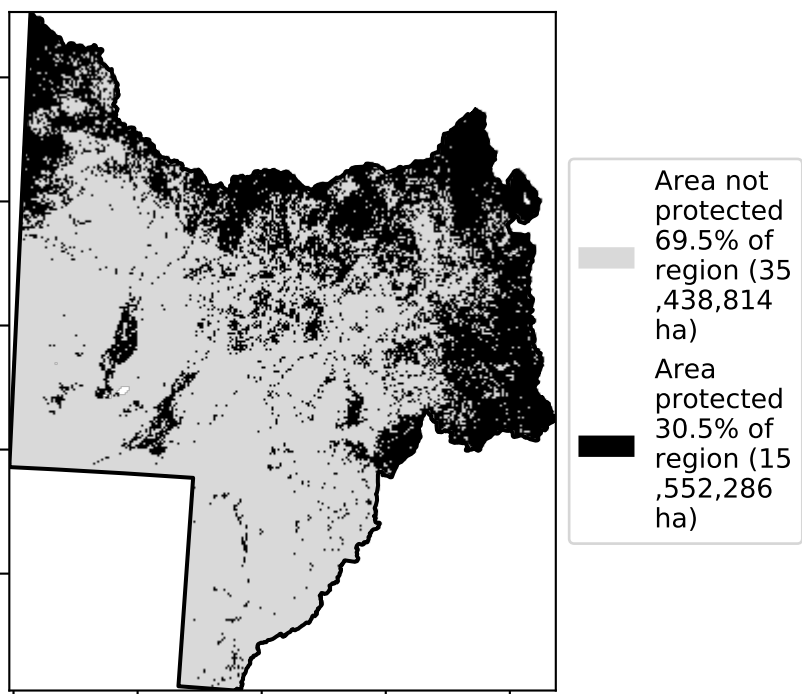 Area not
protected
69.5% of
region (35
,438,814
ha)
Area
protected
30.5% of
region (15
,552,286
ha)